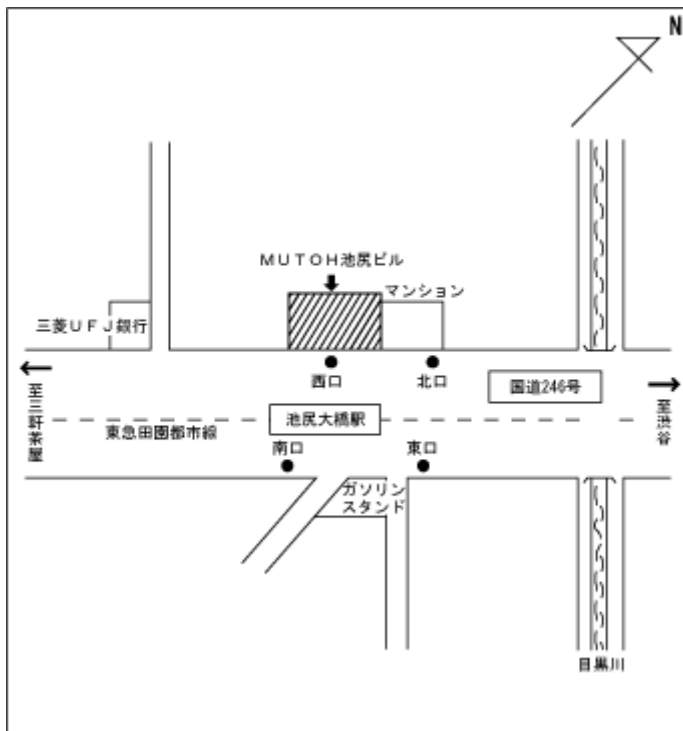 N
MUTOH池尻ビル
マンション
三菱UFJ銀行
西口
北口
国道246号
至三軒茶屋
至渋谷
池尻大橋駅
東急田園都市線
南口
東口
ガソリン
スタンド
目黒川